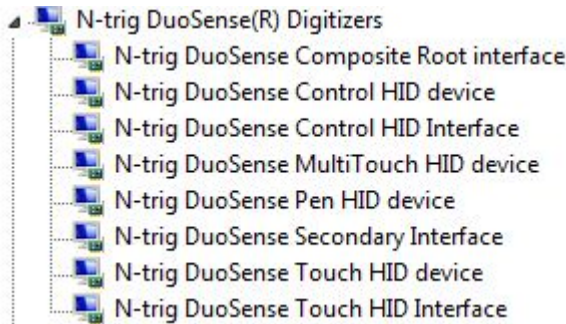 N-trig DuoSense(R) Digitizers
N-trig DuoSense Composite Root interface
N-trig DuoSense Control HID device
N-trig DuoSense Control HID Interface
N-trig DuoSense MultiTouch HID device
N-trig DuoSense Pen HID device
N-trig DuoSense Secondary Interface
N-trig DuoSense Touch HID device
N-trig DuoSense Touch HID Interface